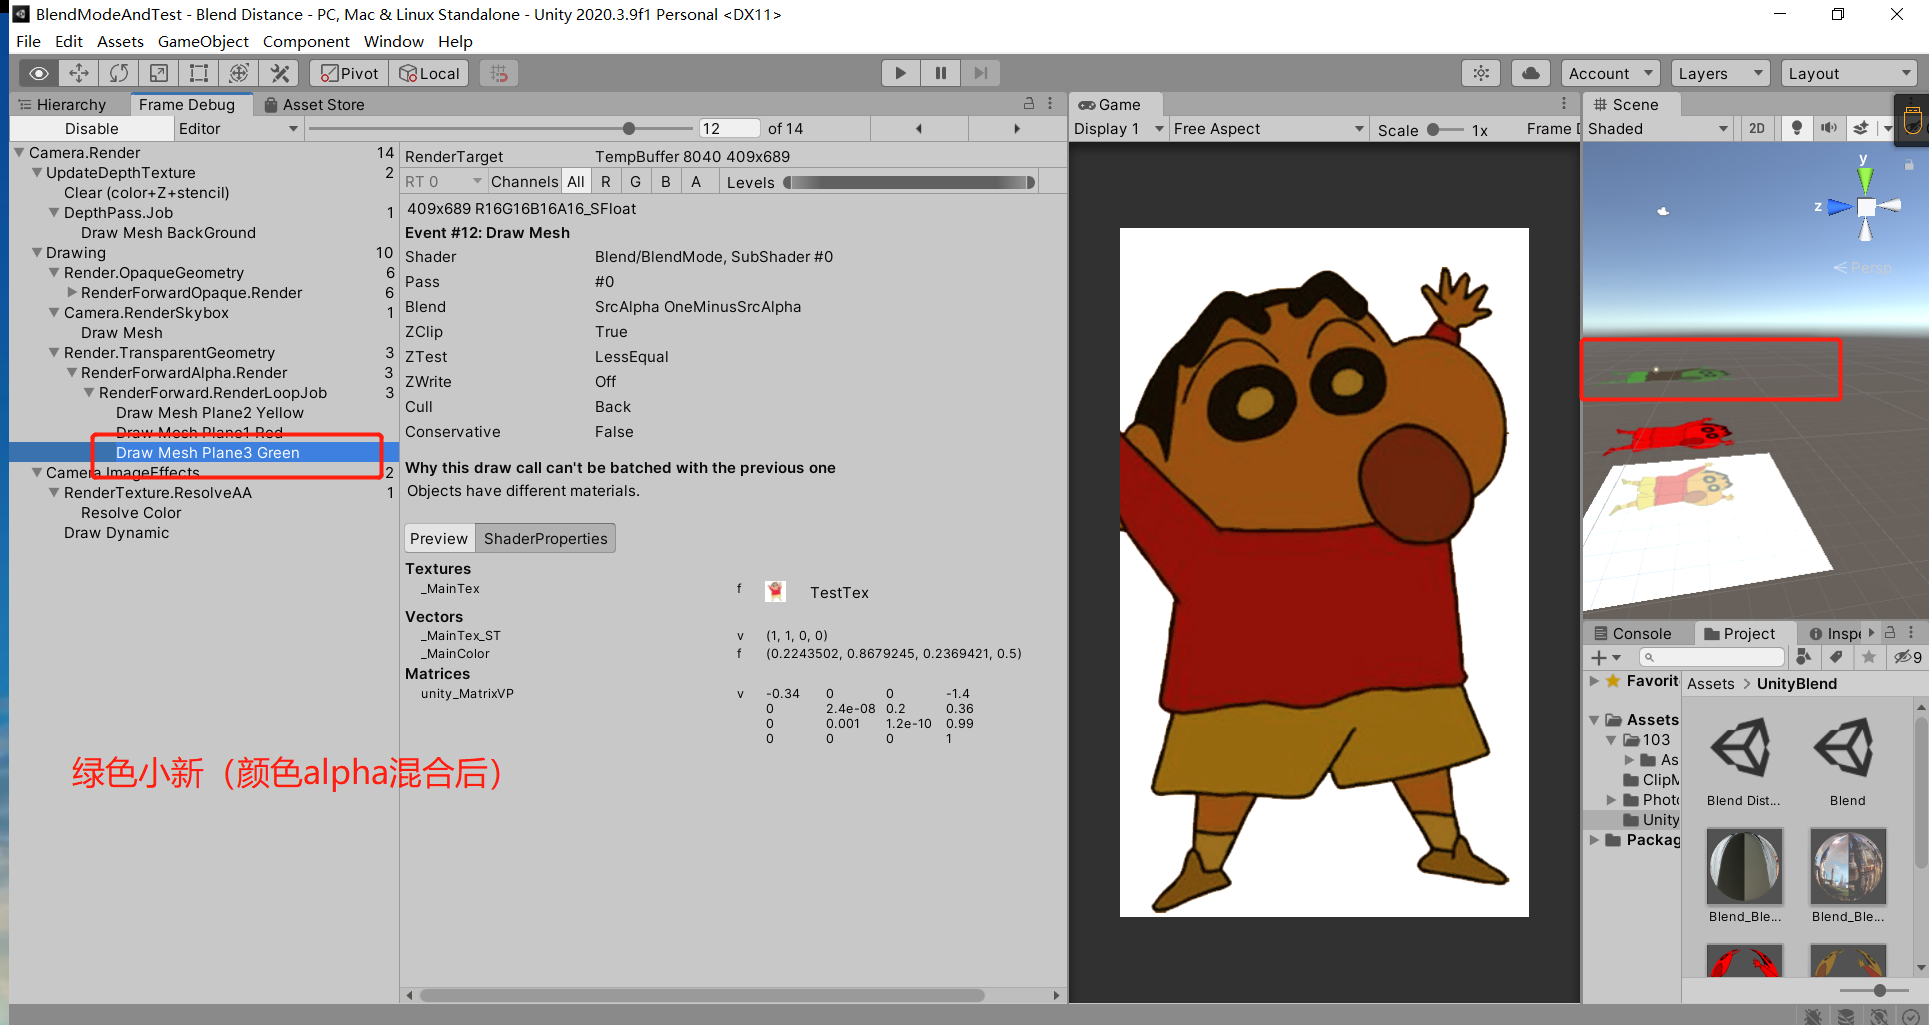 BlendModeAndTest - Blend Distance - PC, Mac & Linux Standalone - Unity 2020.3.9f1 Personal <DX11>
File Edit Assets GameObject Component Window Help
Pivot Local Account Layers Layout
Hierarchy Frame Debug Asset Store
Disable Editor 12 of 14
Camera.Render 14
UpdateDepthTexture 2
Clear (color+Z+stencil)
DepthPass.Job 1
Draw Mesh BackGround
Drawing 10
Render.OpaqueGeometry 6
RenderForwardOpaque.Render 6
Camera.RenderSkybox 1
Draw Mesh
Render.TransparentGeometry 3
RenderForwardAlpha.Render 3
RenderForward.RenderLoopJob 3
Draw Mesh Plane2 Yellow
Draw Mesh Plane1 Red
Draw Mesh Plane3 Green
Camera.ImageEffects 2
RenderTexture.ResolveAA 1
Resolve Color
Draw Dynamic
绿色小新（颜色alpha混合后）
RenderTarget TempBuffer 8040 409x689
RT 0 Channels All R G B A Levels
409x689 R16G16B16A16_SFloat
Event #12: Draw Mesh
Shader Blend/BlendMode, SubShader #0
Pass #0
Blend SrcAlpha OneMinusSrcAlpha
ZClip True
ZTest LessEqual
ZWrite Off
Cull Back
Conservative False
Why this draw call can't be batched with the previous one
Objects have different materials.
Preview ShaderProperties
Textures
_MainTex f TestTex
Vectors
_MainTex_ST v (1, 1, 0, 0)
_MainColor f (0.2243502, 0.8679245, 0.2369421, 0.5)
Matrices
unity_MatrixVP v -0.34 0 0 -1.4
0 2.4e-08 0.2 0.36
0 0.001 1.2e-10 0.99
0 0 0 1
Game
Display 1 Free Aspect Scale 1x Frame D
Scene
Shaded 2D
y
z
Persp
Console Project Inspe
9
Favorit
Assets
103
As
ClipM
Photo
Unity
Packag
Assets > UnityBlend
Blend Dist... Blend
Blend_Ble... Blend_Ble...